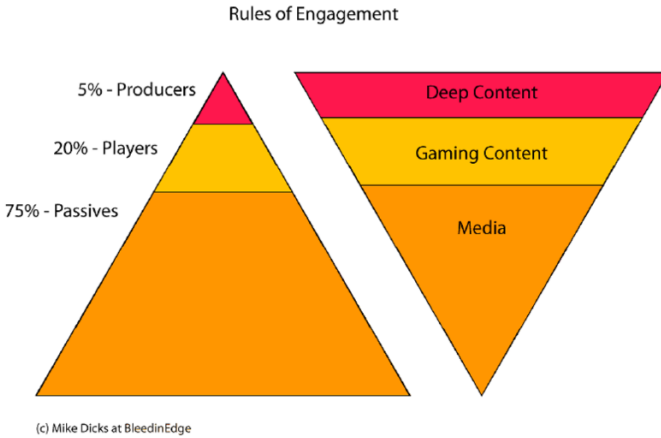 Rules of Engagement
5% - Producers
Deep Content
20% - Players
Gaming Content
75% - Passives
Media
(c) Mike Dicks at BleedinEdge